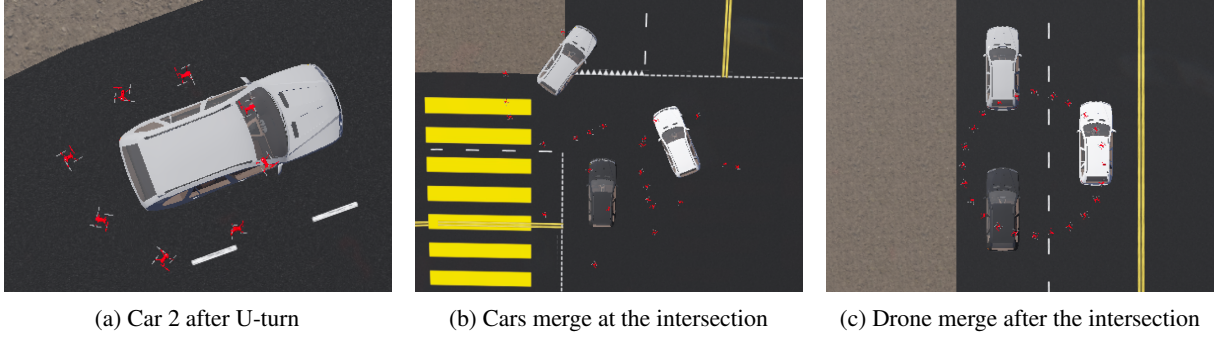 (a) Car 2 after U-turn
(b) Cars merge at the intersection
(c) Drone merge after the intersection